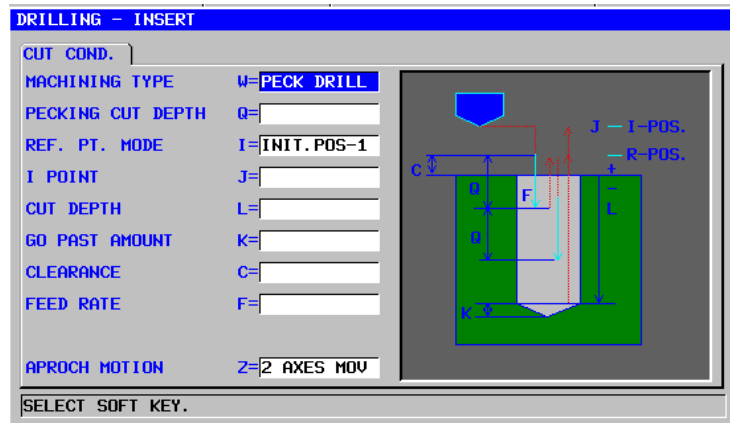 DRILLING - INSERT
CUT COND.
MACHINING TYPE W=PECK DRILL
PECKING CUT DEPTH Q=
REF. PT. MODE I=INIT.POS-1
I POINT J=
CUT DEPTH L=
GO PAST AMOUNT K=
CLEARANCE C=
FEED RATE F=
APROCH MOTION Z=2 AXES MOV
J - I-POS.
- R-POS.
C
+
Q
F
-
L
Q
K
SELECT SOFT KEY.